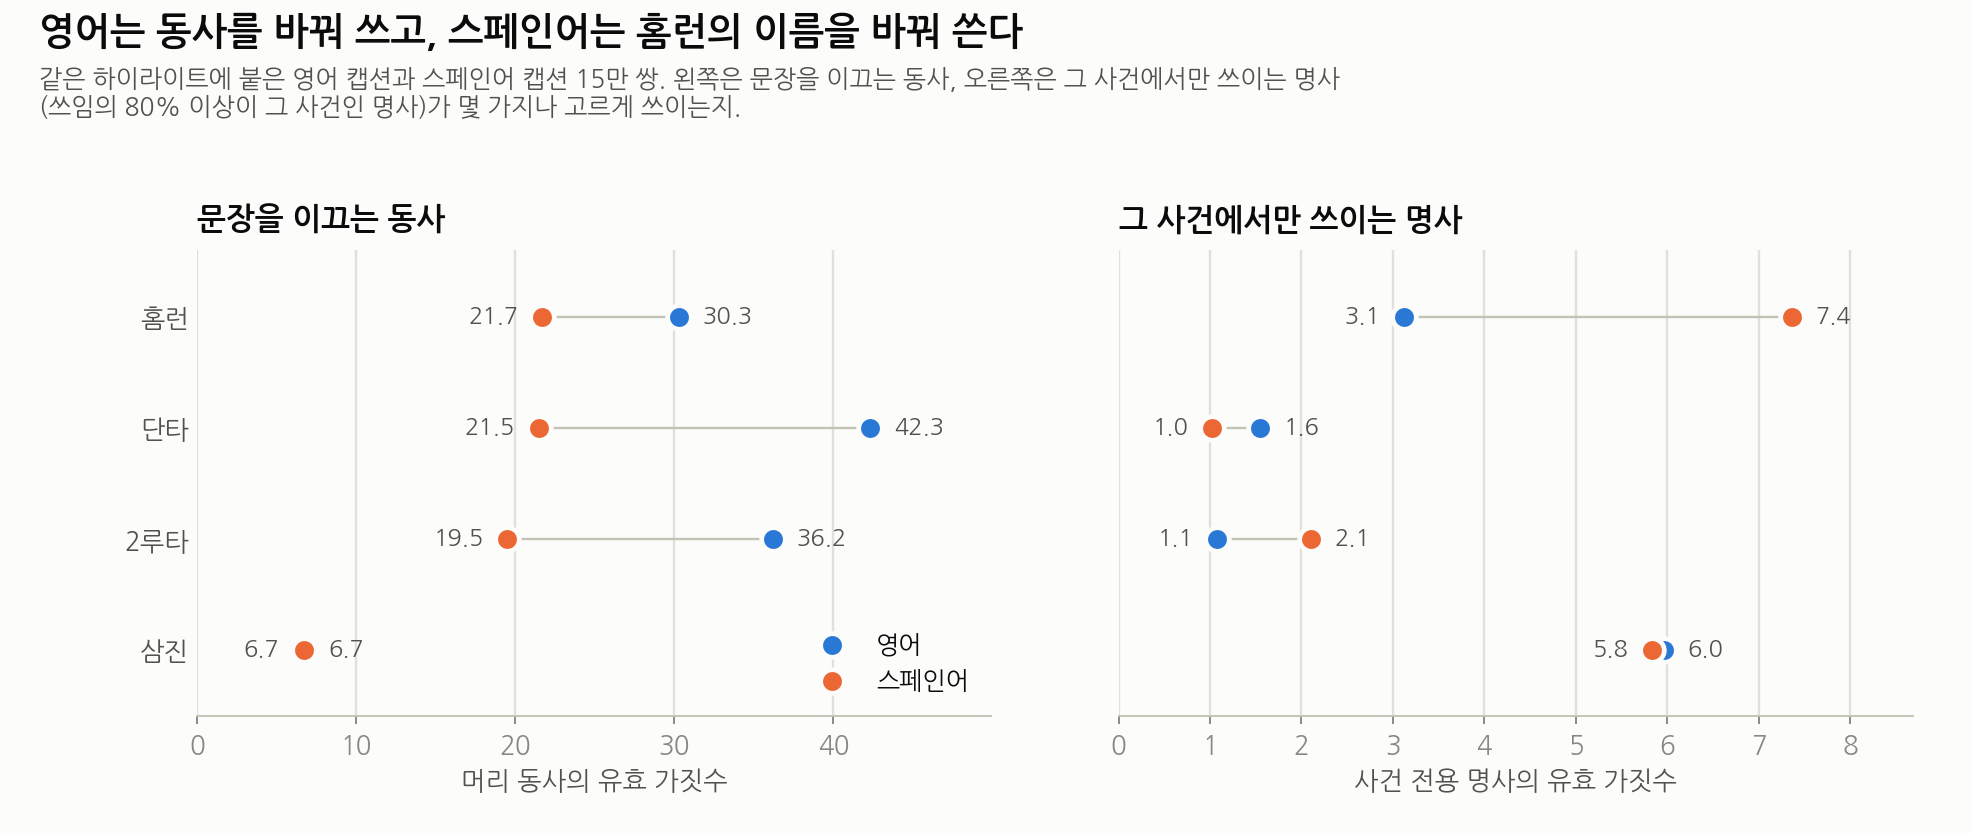 영어는 동사를 바꿔 쓰고, 스페인어는 홈런의 이름을 바꿔 쓴다
같은 하이라이트에 붙은 영어 캡션과 스페인어 캡션 15만 쌍. 왼쪽은 문장을 이끄는 동사, 오른쪽은 그 사건에서만 쓰이는 명사
(쓰임의 80% 이상이 그 사건인 명사)가 몇 가지나 고르게 쓰이는지.
문장을 이끄는 동사
홈런 21.7 30.3
단타 21.5 42.3
2루타 19.5 36.2
삼진 6.7 6.7
영어
스페인어
0 10 20 30 40
머리 동사의 유효 가짓수
그 사건에서만 쓰이는 명사
3.1 7.4
1.0 1.6
1.1 2.1
5.8 6.0
0 1 2 3 4 5 6 7 8
사건 전용 명사의 유효 가짓수